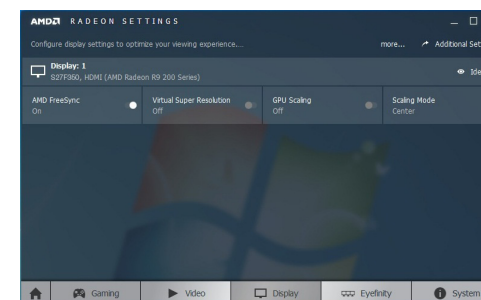 AMD RADEON SETTINGS
Configure display settings to optimize your viewing experience...
more...
Additional Set
Display: 1
S27F350, HDMI (AMD Radeon R9 200 Series)
Ide
AMD FreeSync
On
Virtual Super Resolution
Off
GPU Scaling
Off
Scaling Mode
Center
Gaming
Video
Display
Eyefinity
System